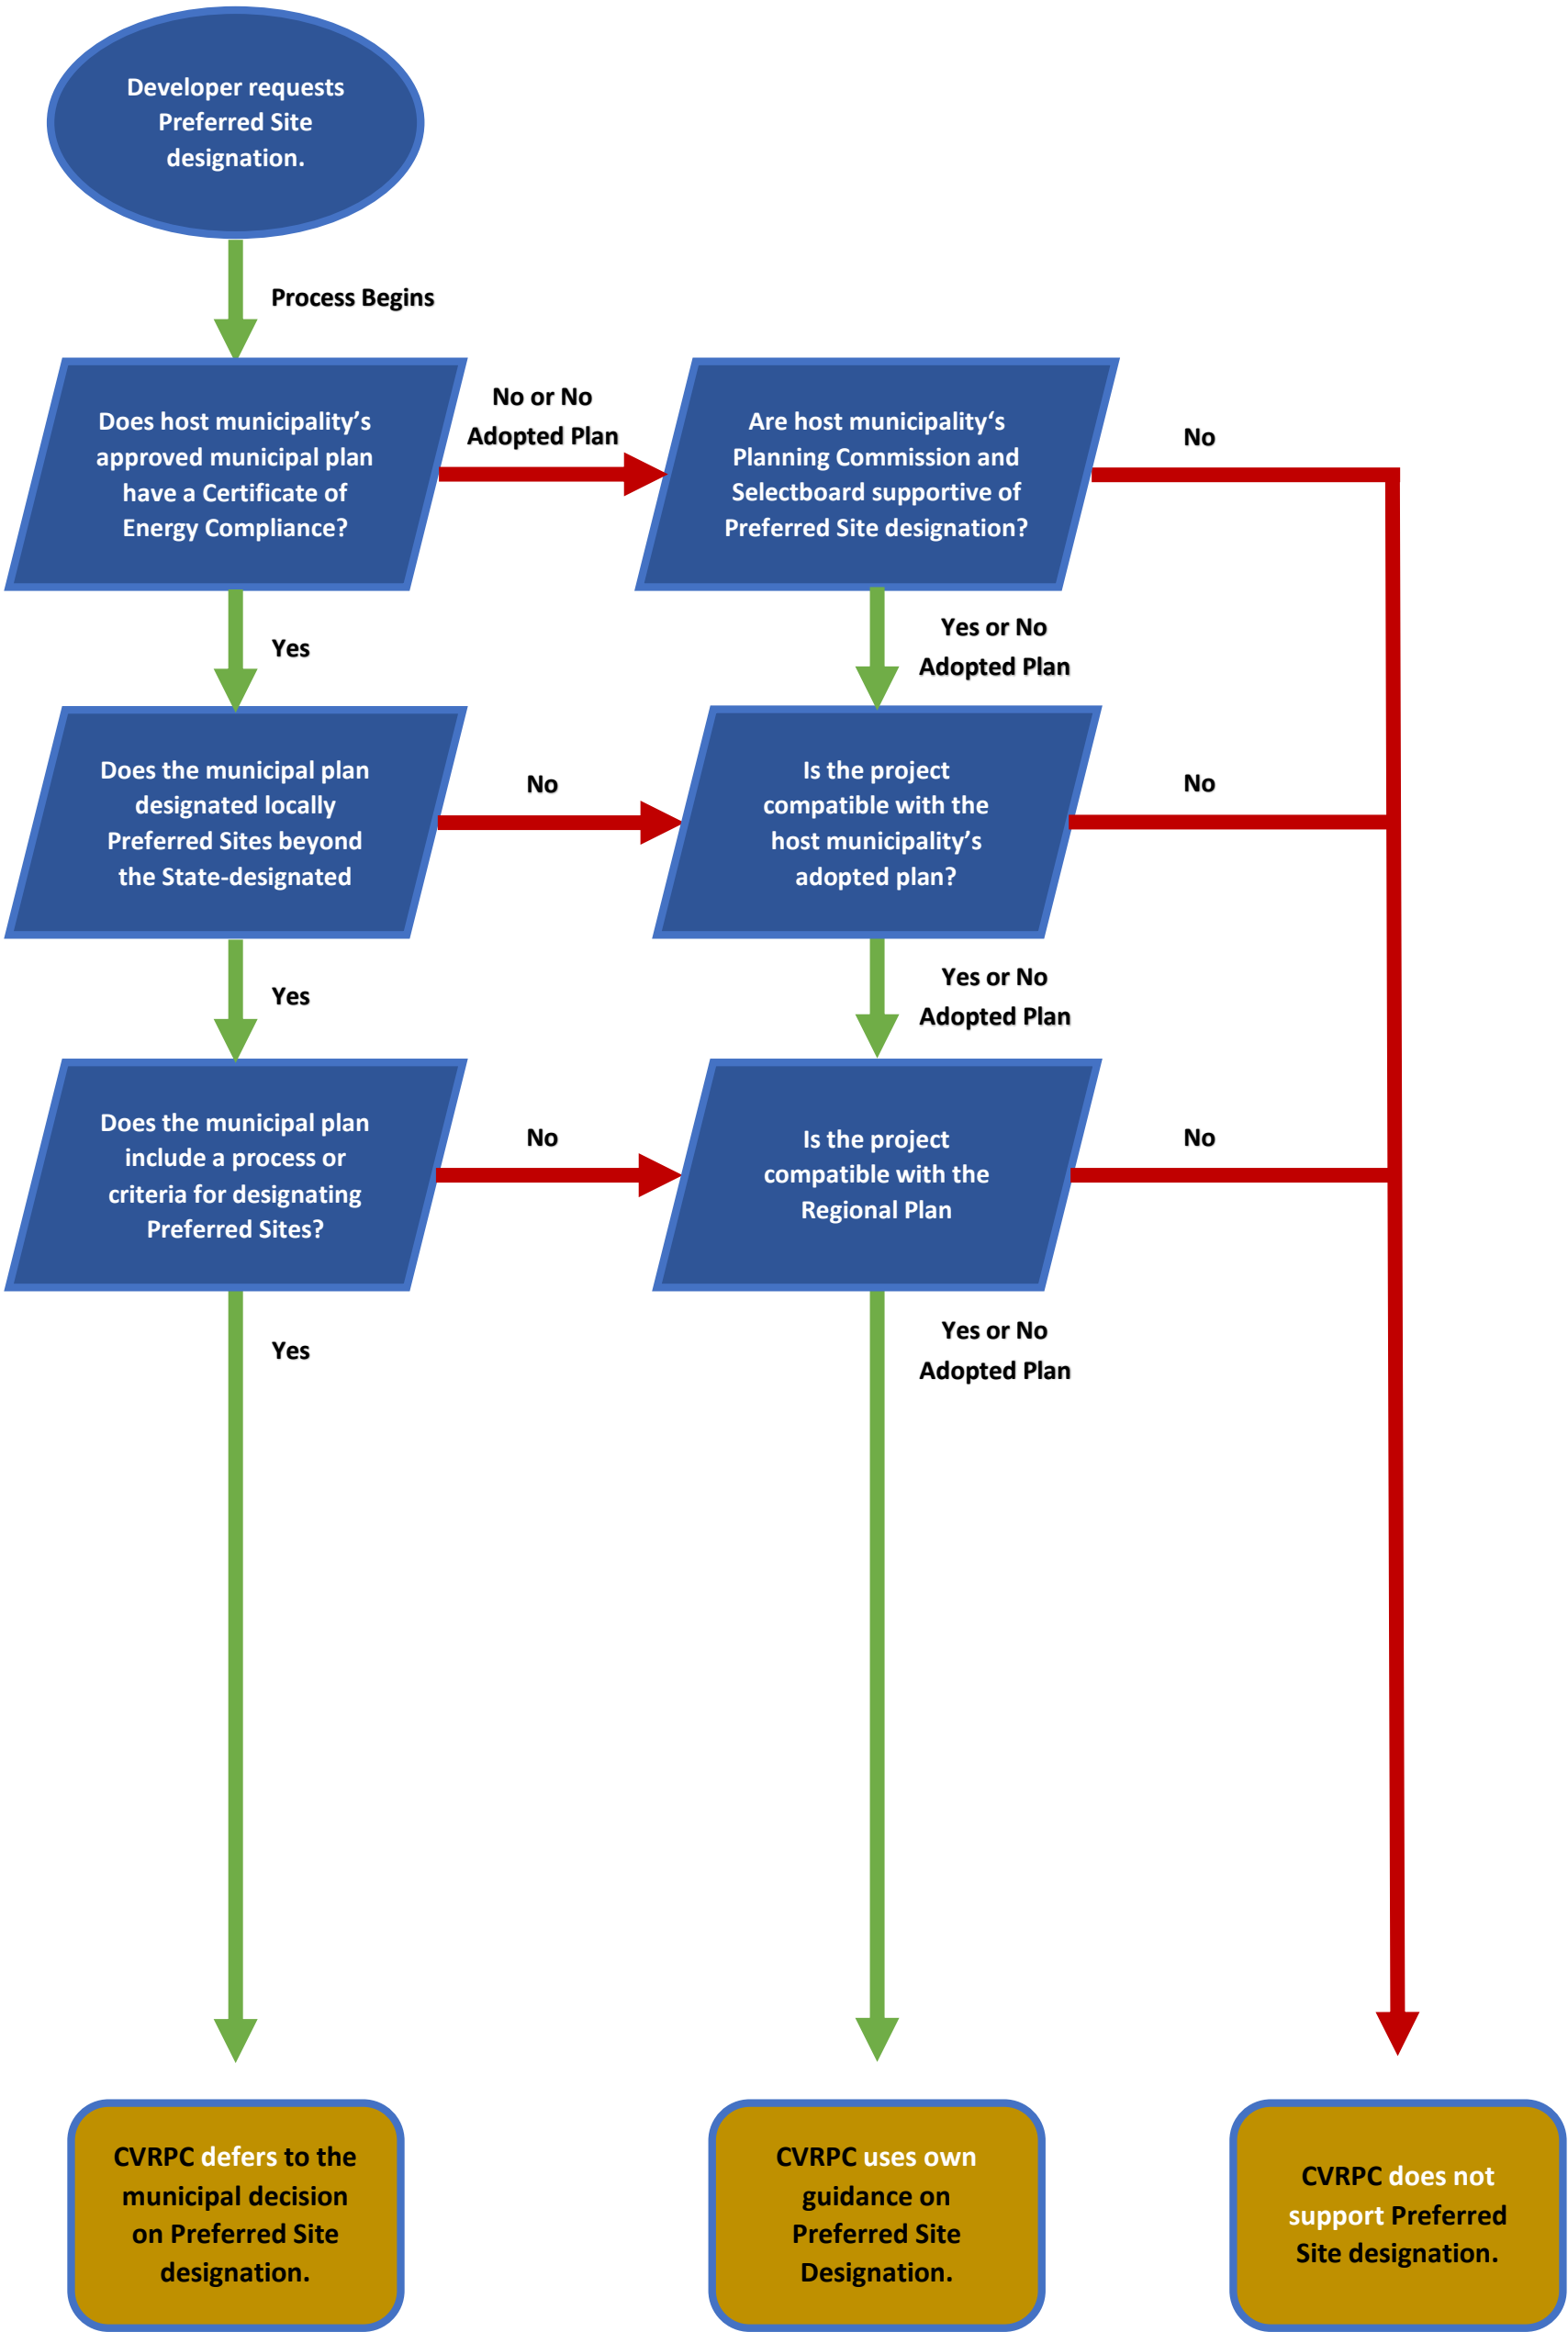 Developer requests
Preferred Site
designation.
Process Begins
Does host municipality’s
approved municipal plan
have a Certificate of
Energy Compliance?
No or No
Adopted Plan
Are host municipality‘s
Planning Commission and
Selectboard supportive of
Preferred Site designation?
No
Yes
Yes or No
Adopted Plan
Does the municipal plan
designated locally
Preferred Sites beyond
the State-designated
No
Is the project
compatible with the
host municipality’s
adopted plan?
No
Yes
Yes or No
Adopted Plan
Does the municipal plan
include a process or
criteria for designating
Preferred Sites?
No
Is the project
compatible with the
Regional Plan
No
Yes
Yes or No
Adopted Plan
CVRPC defers to the
municipal decision
on Preferred Site
designation.
CVRPC uses own
guidance on
Preferred Site
Designation.
CVRPC does not
support Preferred
Site designation.